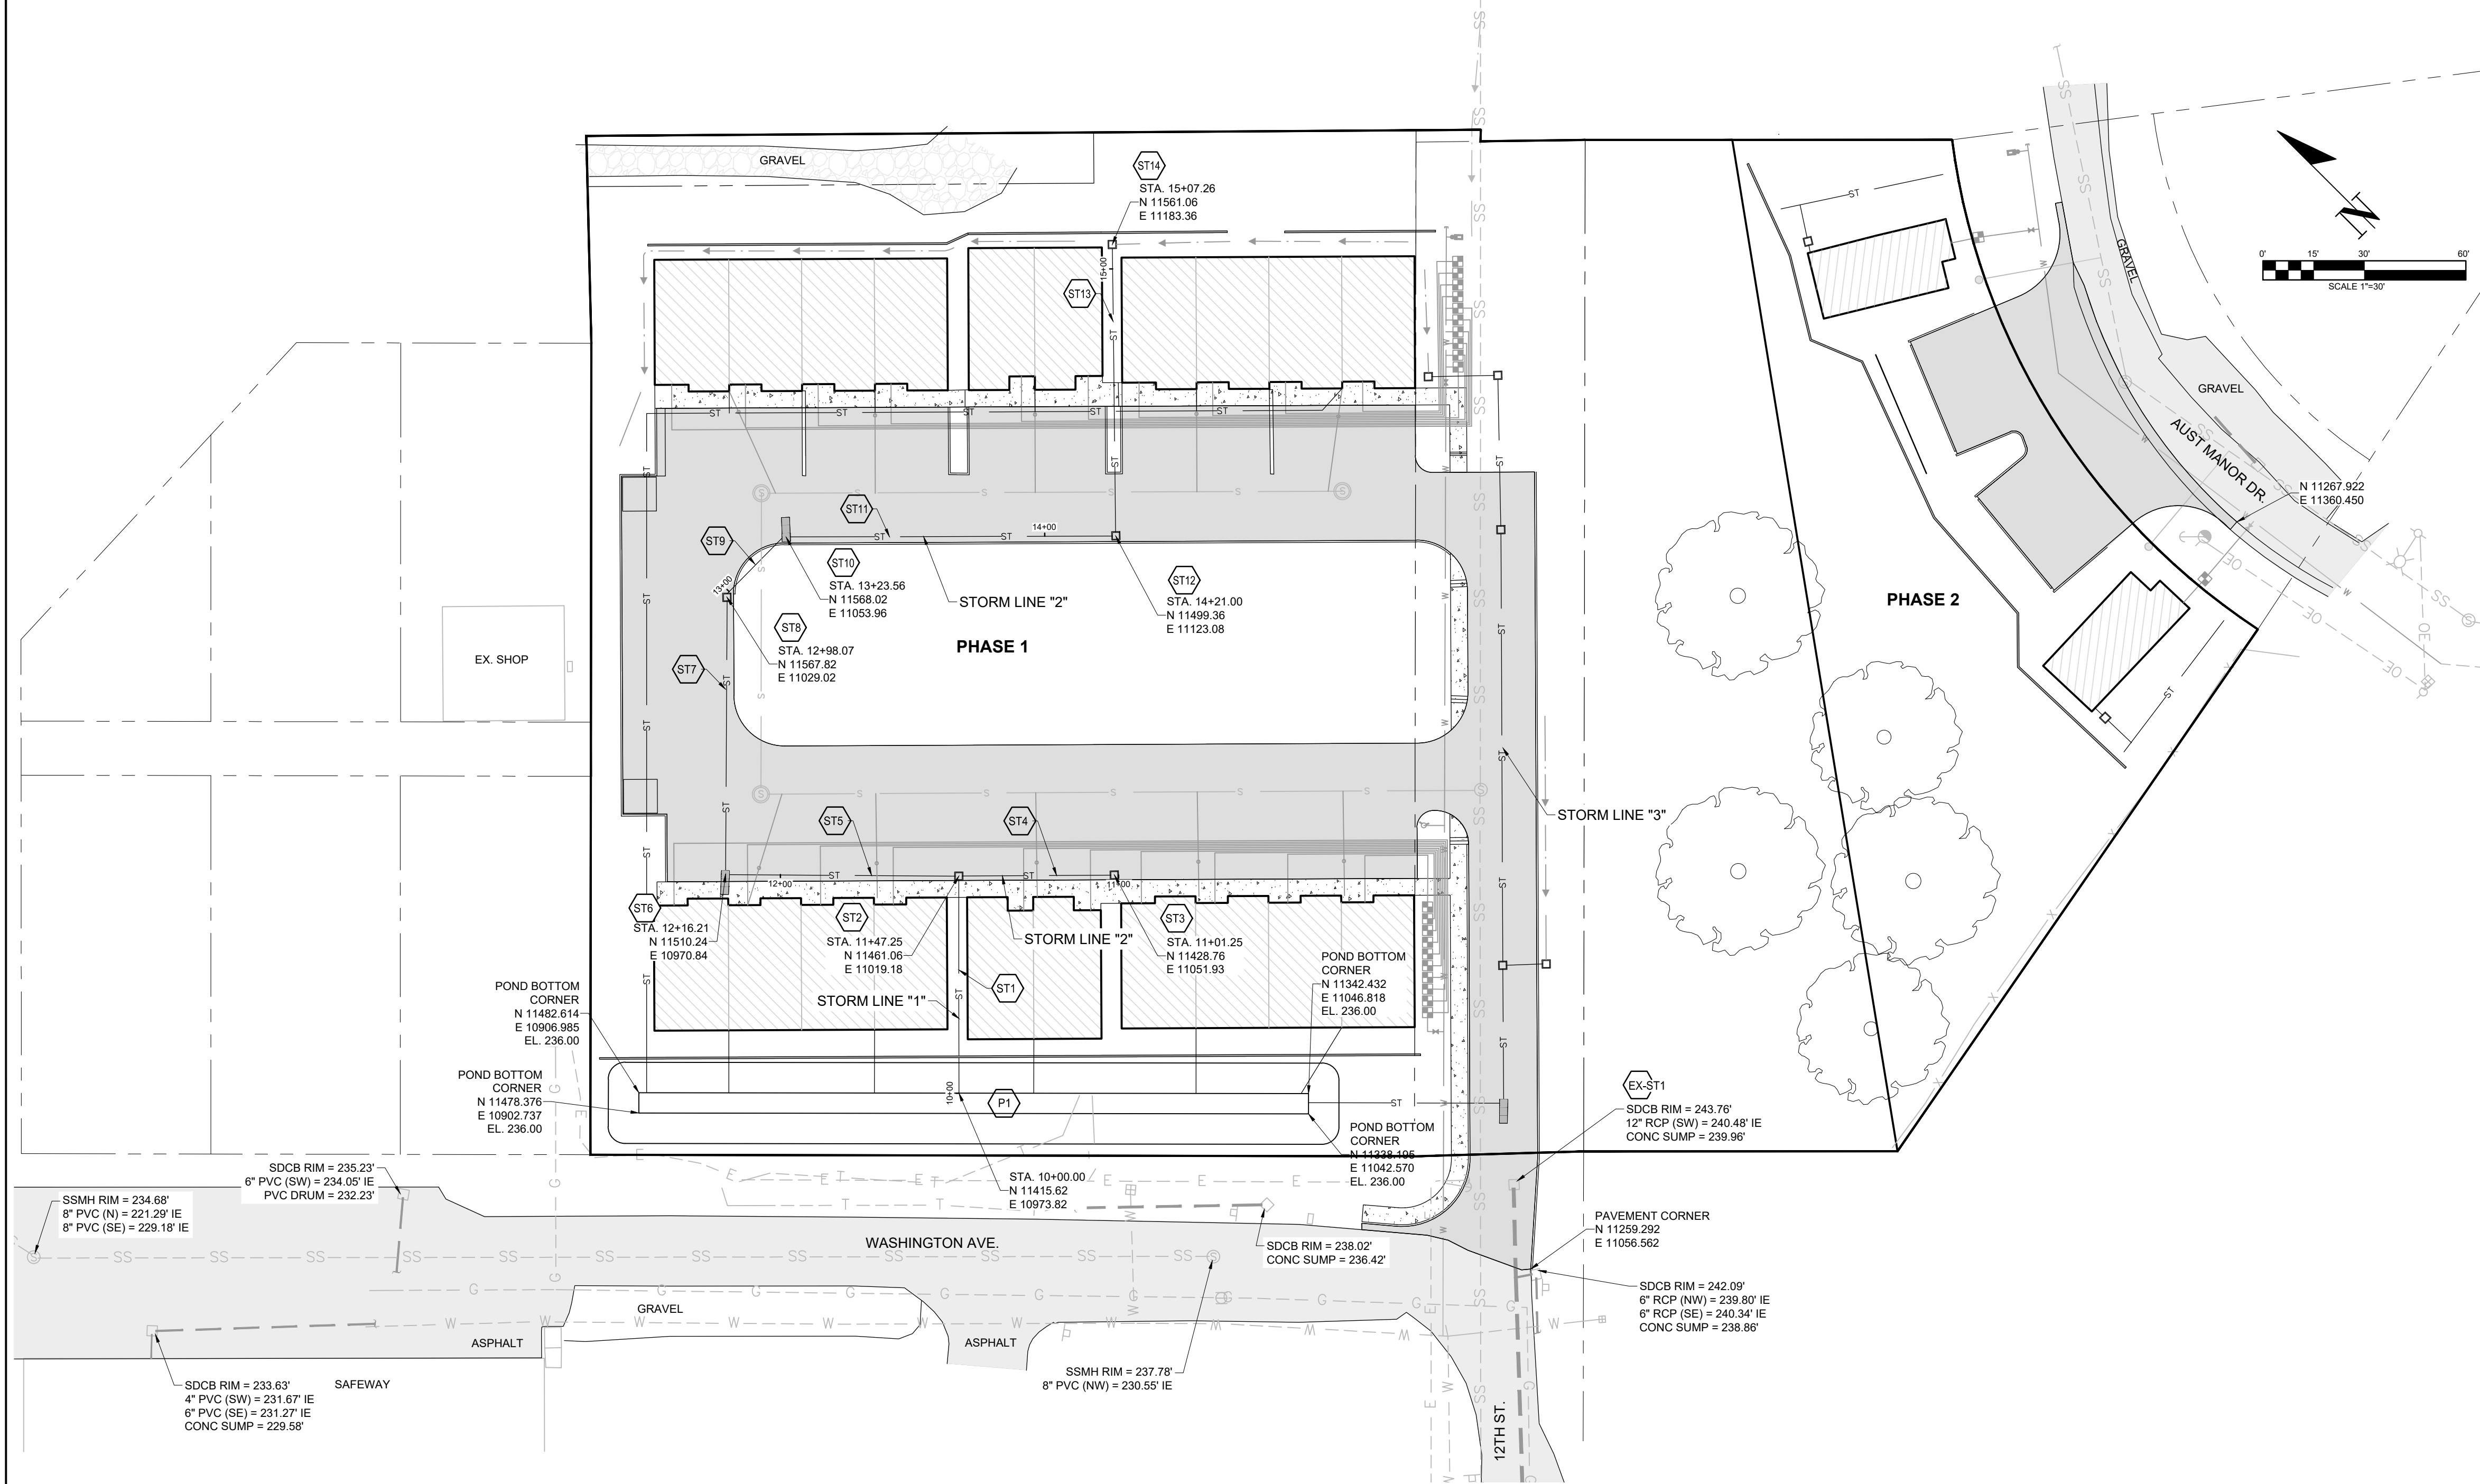 GRAVEL
ST14
STA. 15+07.26
N 11561.06
E 11183.36
15+00
ST13
ST
ST
ST
ST
ST
ST
ST
ST
ST
N
0'
15'
30'
60'
SCALE 1"=30'
GRAVEL
GRAVEL
AUST MANOR DR.
N 11267.922
E 11360.450
PHASE 2
ST
ST
ST11
14+00
ST9
13+00
ST10
STA. 13+23.56
N 11568.02
E 11053.96
STORM LINE "2"
ST12
STA. 14+21.00
N 11499.36
E 11123.08
ST8
STA. 12+98.07
N 11567.82
E 11029.02
PHASE 1
EX. SHOP
ST7
ST5
ST4
STORM LINE "3"
12+00
11+00
ST6
STA. 12+16.21
N 11510.24
E 10970.84
ST2
STA. 11+47.25
N 11461.06
E 11019.18
STORM LINE "2"
ST3
STA. 11+01.25
N 11428.76
E 11051.93
ST1
STORM LINE "1"
POND BOTTOM
CORNER
N 11342.432
E 11046.818
EL. 236.00
POND BOTTOM
CORNER
N 11482.614
E 10906.985
EL. 236.00
POND BOTTOM
CORNER
N 11478.376
E 10902.737
EL. 236.00
10+00
P1
ST
POND BOTTOM
CORNER
N 11338.195
E 11042.570
EL. 236.00
EX-ST1
SDCB RIM = 243.76'
12" RCP (SW) = 240.48' IE
CONC SUMP = 239.96'
STA. 10+00.00
N 11415.62
E 10973.82
SDCB RIM = 235.23'
6" PVC (SW) = 234.05' IE
PVC DRUM = 232.23'
SSMH RIM = 234.68'
8" PVC (N) = 221.29' IE
8" PVC (SE) = 229.18' IE
WASHINGTON AVE.
SDCB RIM = 238.02'
CONC SUMP = 236.42'
PAVEMENT CORNER
N 11259.292
E 11056.562
SDCB RIM = 242.09'
6" RCP (NW) = 239.80' IE
6" RCP (SE) = 240.34' IE
CONC SUMP = 238.86'
GRAVEL
ASPHALT
ASPHALT
SSMH RIM = 237.78'
8" PVC (NW) = 230.55' IE
SDCB RIM = 233.63'
4" PVC (SW) = 231.67' IE
6" PVC (SE) = 231.27' IE
CONC SUMP = 229.58'
SAFEWAY
12TH ST.